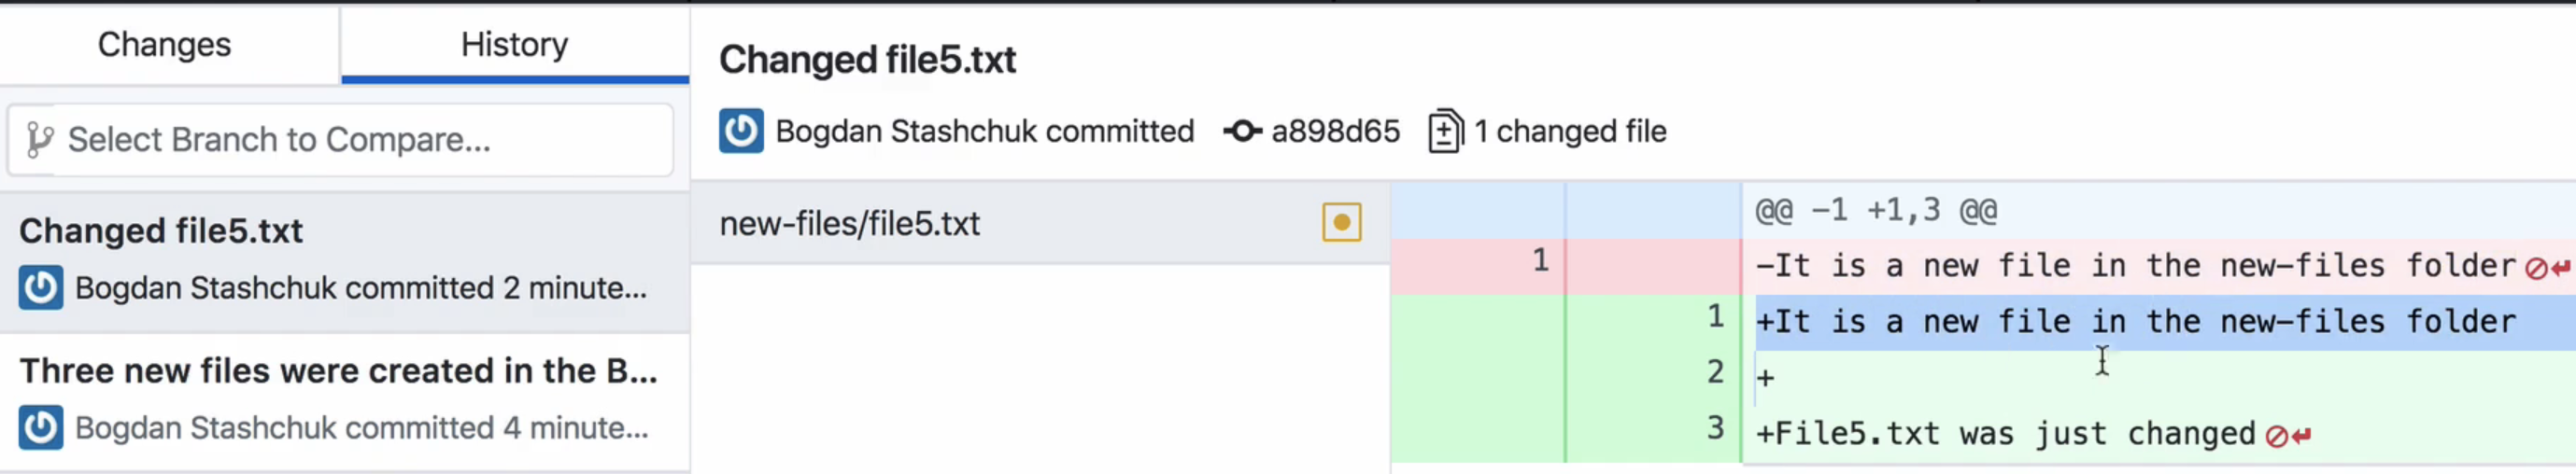 Changes
History
Select Branch to Compare...
Changed file5.txt
Bogdan Stashchuk committed 2 minute...
Three new files were created in the B...
Bogdan Stashchuk committed 4 minute...
Changed file5.txt
Bogdan Stashchuk committed a898d65 1 changed file
new-files/file5.txt
@@ -1 +1,3 @@
1 -It is a new file in the new-files folder
1 +It is a new file in the new-files folder
2 +
3 +File5.txt was just changed